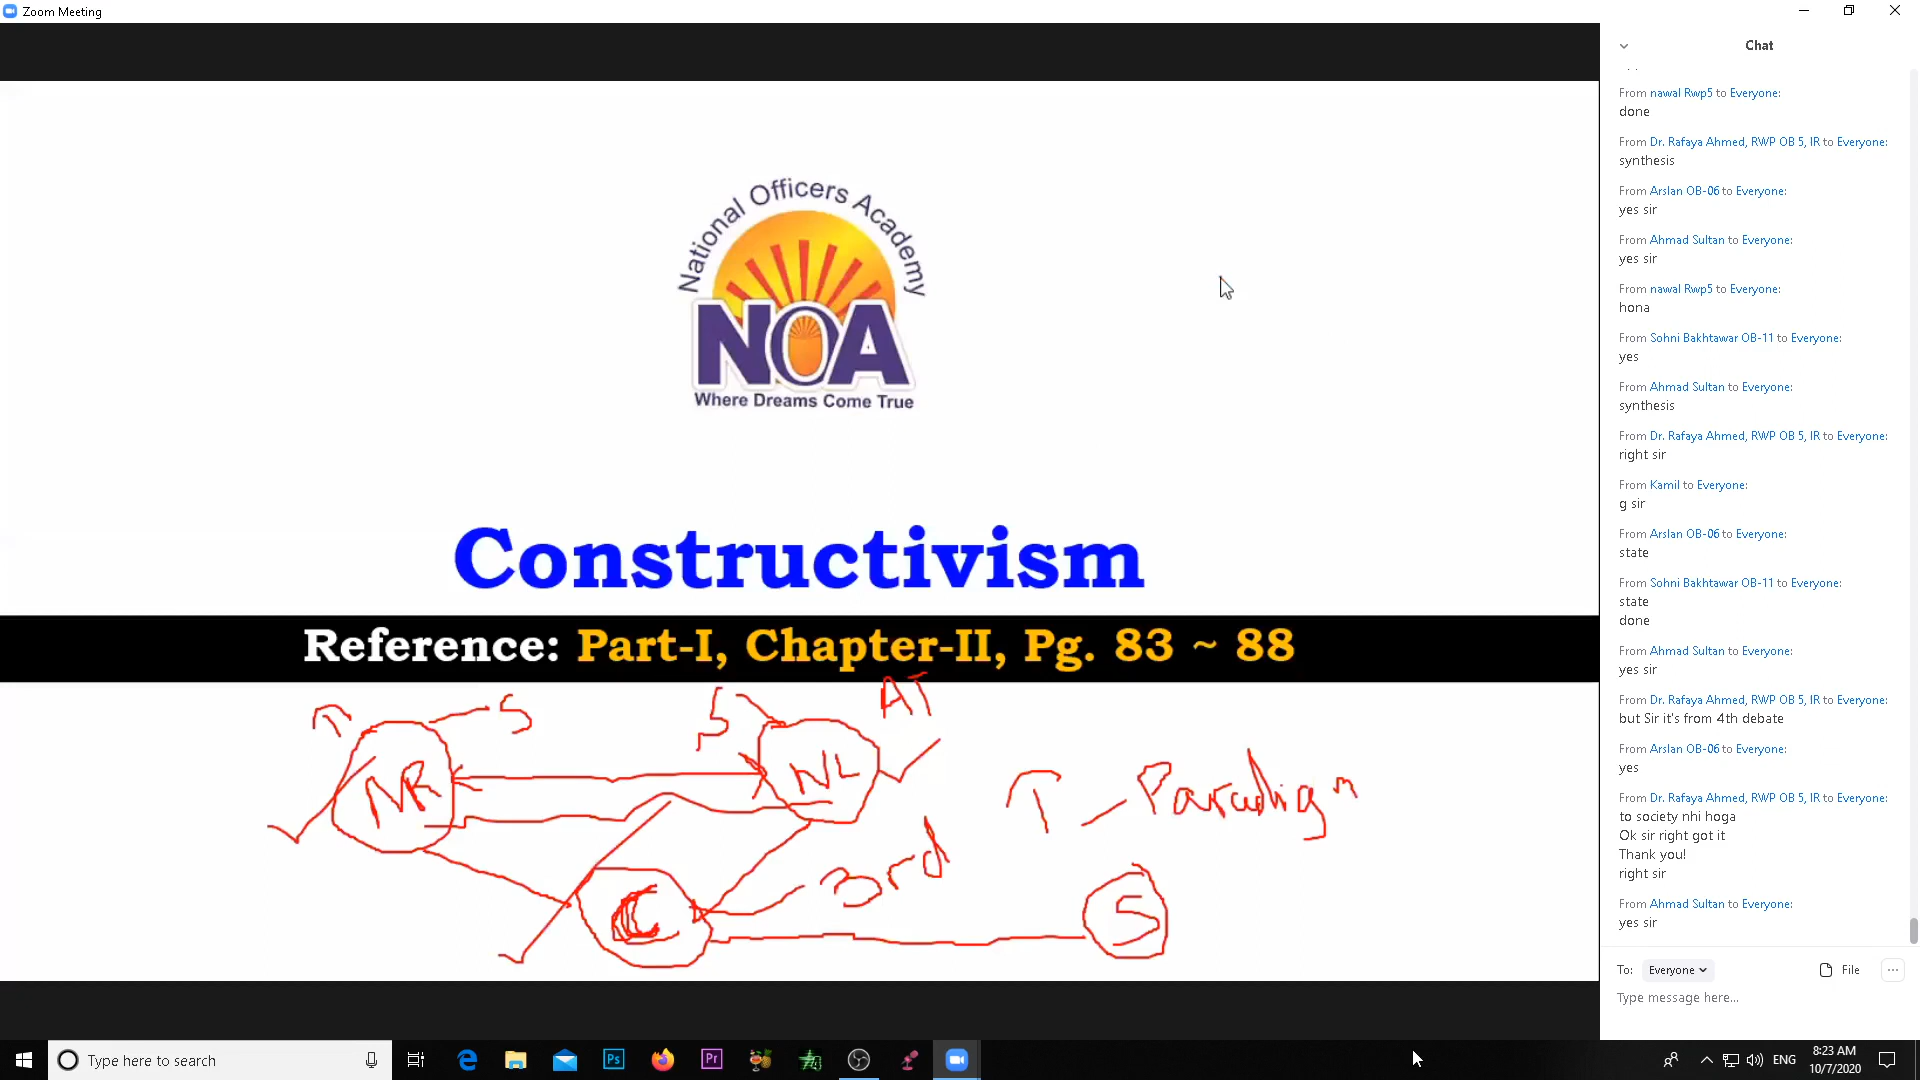 Zoom Meeting
National Officers Academy
NOA
Where Dreams Come True
Constructivism
Reference: Part-I, Chapter-II, Pg. 83 ~ 88
S
S
AT
NR
NL
T - Paradigm
3rd
C
S
Chat
From nawal Rwp5 to Everyone:
done
From Dr. Rafaya Ahmed, RWP OB 5, IR to Everyone:
synthesis
From Arslan OB-06 to Everyone:
yes sir
From Ahmad Sultan to Everyone:
yes sir
From nawal Rwp5 to Everyone:
hona
From Sohni Bakhtawar OB-11 to Everyone:
yes
From Ahmad Sultan to Everyone:
synthesis
From Dr. Rafaya Ahmed, RWP OB 5, IR to Everyone:
right sir
From Kamil to Everyone:
g sir
From Arslan OB-06 to Everyone:
state
From Sohni Bakhtawar OB-11 to Everyone:
state
done
From Ahmad Sultan to Everyone:
yes sir
From Dr. Rafaya Ahmed, RWP OB 5, IR to Everyone:
but Sir it's from 4th debate
From Arslan OB-06 to Everyone:
yes
From Dr. Rafaya Ahmed, RWP OB 5, IR to Everyone:
to society nhi hoga
Ok sir right got it
Thank you!
right sir
From Ahmad Sultan to Everyone:
yes sir
To: Everyone
File
Type message here...
Type here to search
Ps
Pr
ENG
8:23 AM
10/7/2020